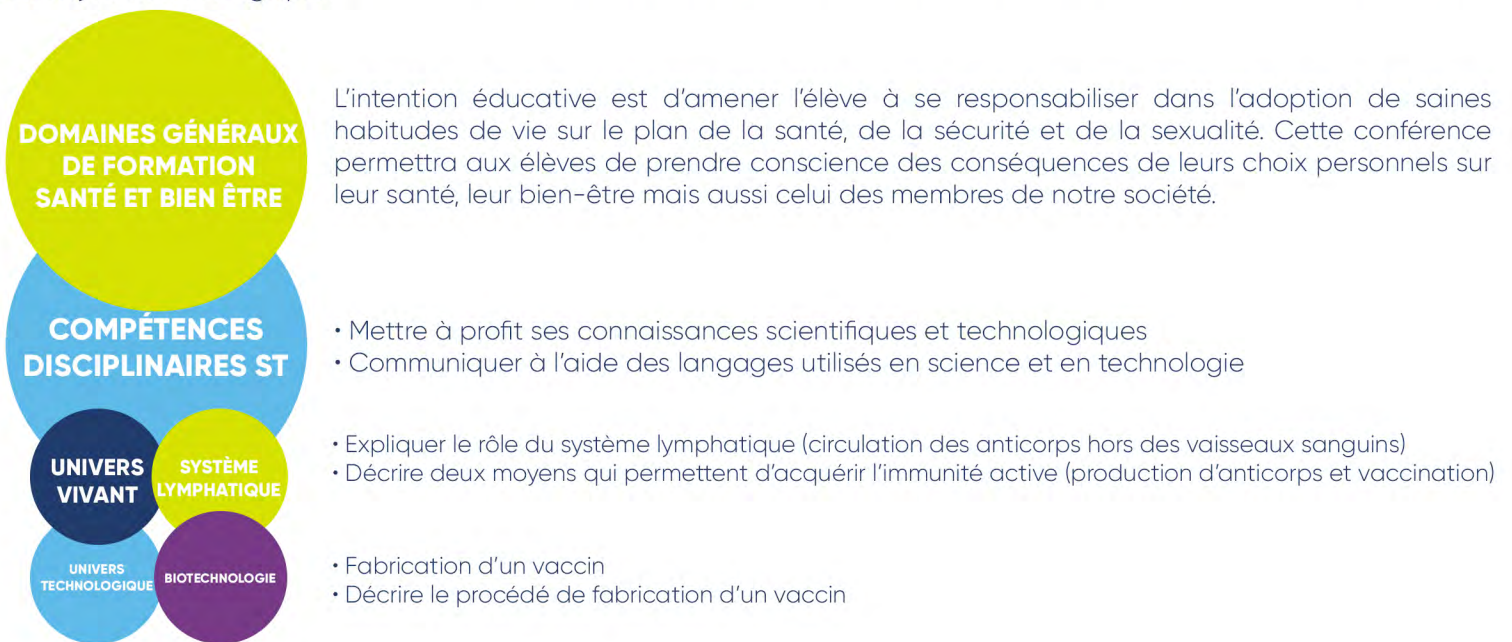 DOMAINES GÉNÉRAUX
DE FORMATION
SANTÉ ET BIEN ÊTRE
L'intention éducative est d'amener l'élève à se responsabiliser dans l'adoption de saines
habitudes de vie sur le plan de la santé, de la sécurité et de la sexualité. Cette conférence
permettra aux élèves de prendre conscience des conséquences de leurs choix personnels sur
leur santé, leur bien-être mais aussi celui des membres de notre société.
COMPÉTENCES
DISCIPLINAIRES ST
• Mettre à profit ses connaissances scientifiques et technologiques
• Communiquer à l'aide des langages utilisés en science et en technologie
UNIVERS
VIVANT
SYSTÈME
LYMPHATIQUE
• Expliquer le rôle du système lymphatique (circulation des anticorps hors des vaisseaux sanguins)
• Décrire deux moyens qui permettent d'acquérir l'immunité active (production d'anticorps et vaccination)
UNIVERS
TECHNOLOGIQUE
BIOTECHNOLOGIE
• Fabrication d'un vaccin
• Décrire le procédé de fabrication d'un vaccin